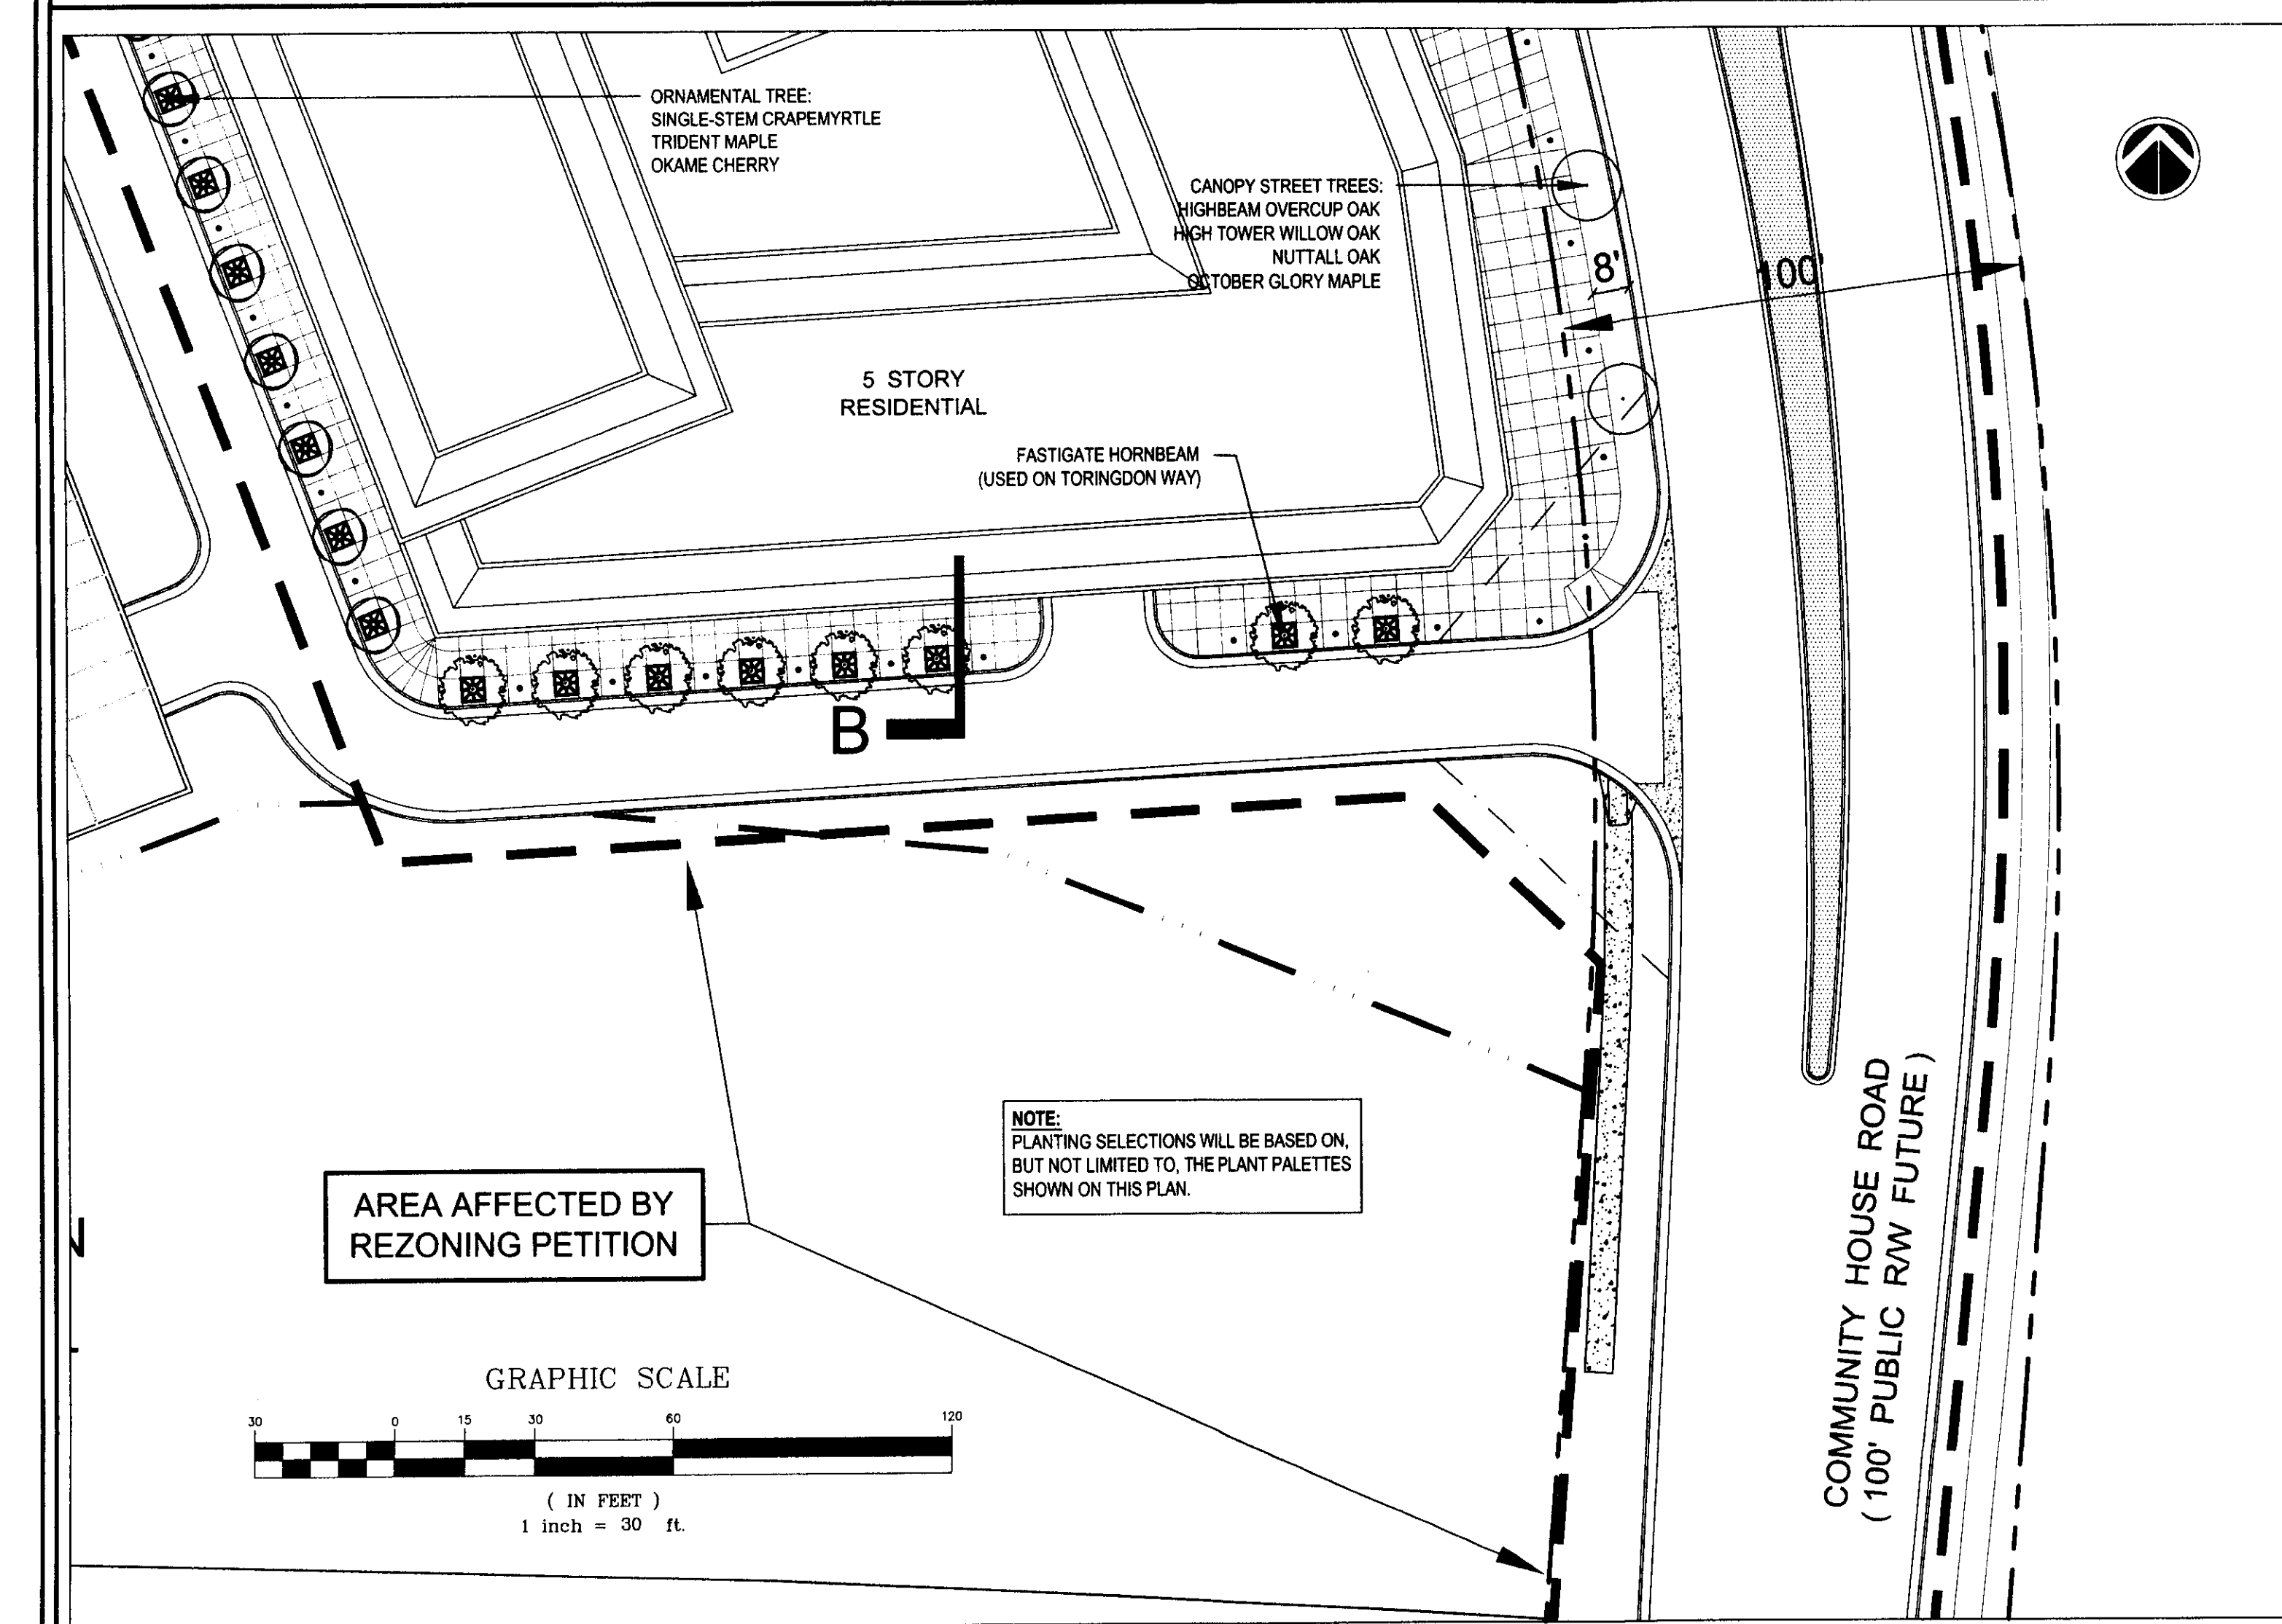 ORNAMENTAL TREE:
SINGLE-STEM CRAPEMYRTLE
TRIDENT MAPLE
OKAME CHERRY
CANOPY STREET TREES:
HIGHBEAM OVERCUP OAK
HIGH TOWER WILLOW OAK
NUTTALL OAK
OCTOBER GLORY MAPLE
8'
100'
5 STORY
RESIDENTIAL
FASTIGATE HORNBEAM
(USED ON TORINGDON WAY)
B
NOTE:
PLANTING SELECTIONS WILL BE BASED ON,
BUT NOT LIMITED TO, THE PLANT PALETTES
SHOWN ON THIS PLAN.
AREA AFFECTED BY
REZONING PETITION
COMMUNITY HOUSE ROAD
( 100' PUBLIC R/W FUTURE )
GRAPHIC SCALE
30 0 15 30 60 120
( IN FEET )
1 inch = 30 ft.